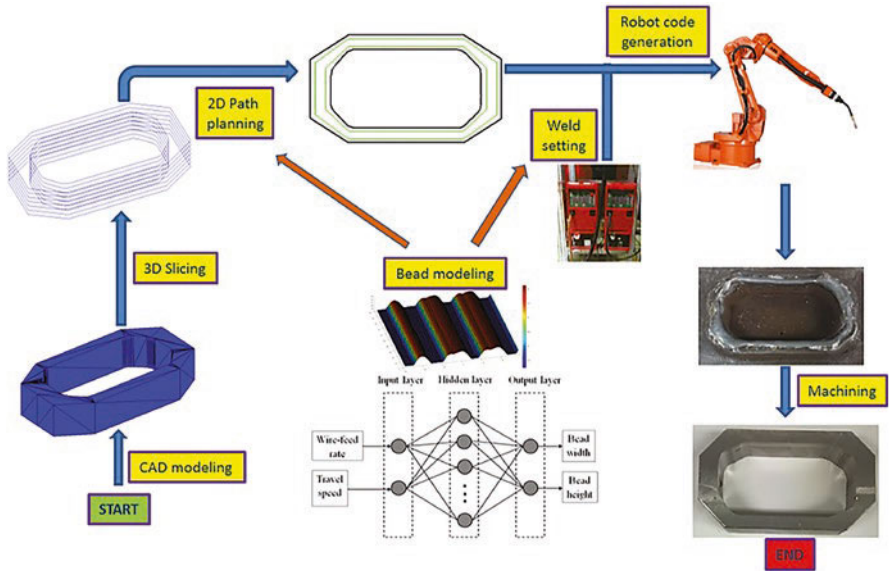 Robot code
generation
2D Path
planning
Weld
setting
3D Slicing
Bead modeling
Input layer Hidden layer Output layer
Machining
Wire-feed
rate
Bead
width
CAD modeling
Travel
speed
Bead
height
START
END